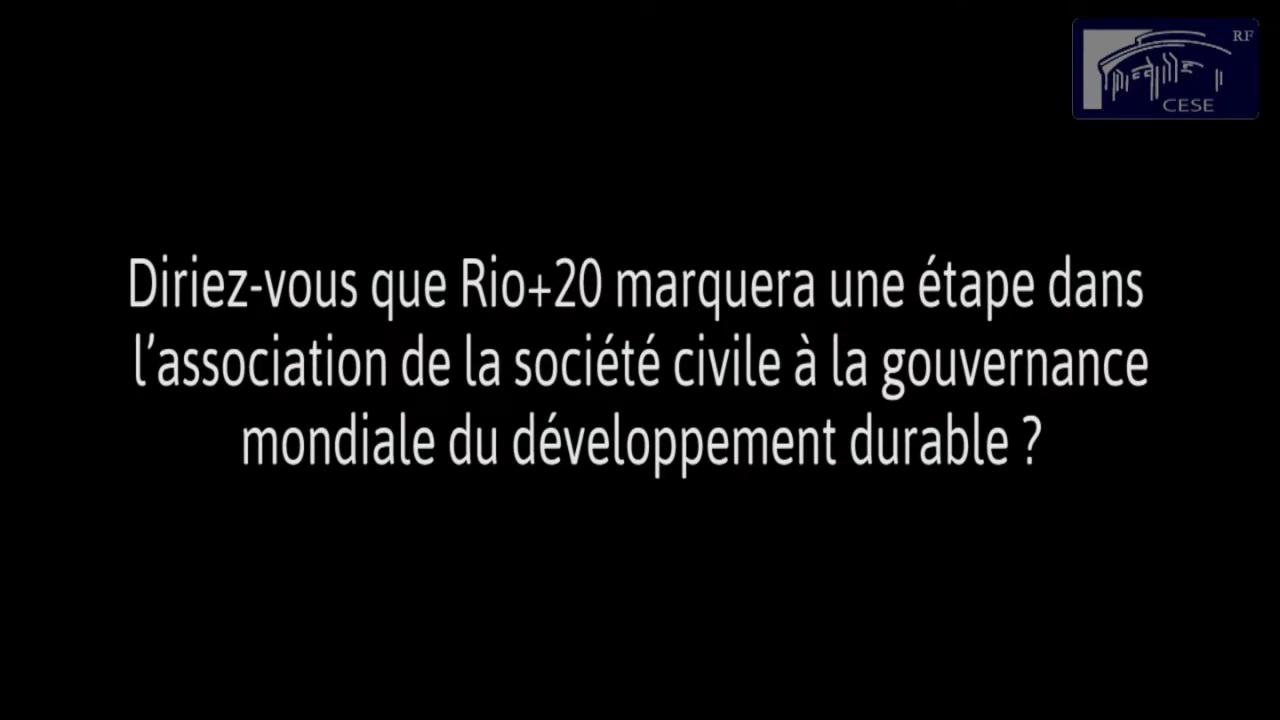 RF
CESE
Diriez-vous que Rio+20 marquera une étape dans
l’association de la société civile à la gouvernance
mondiale du développement durable ?